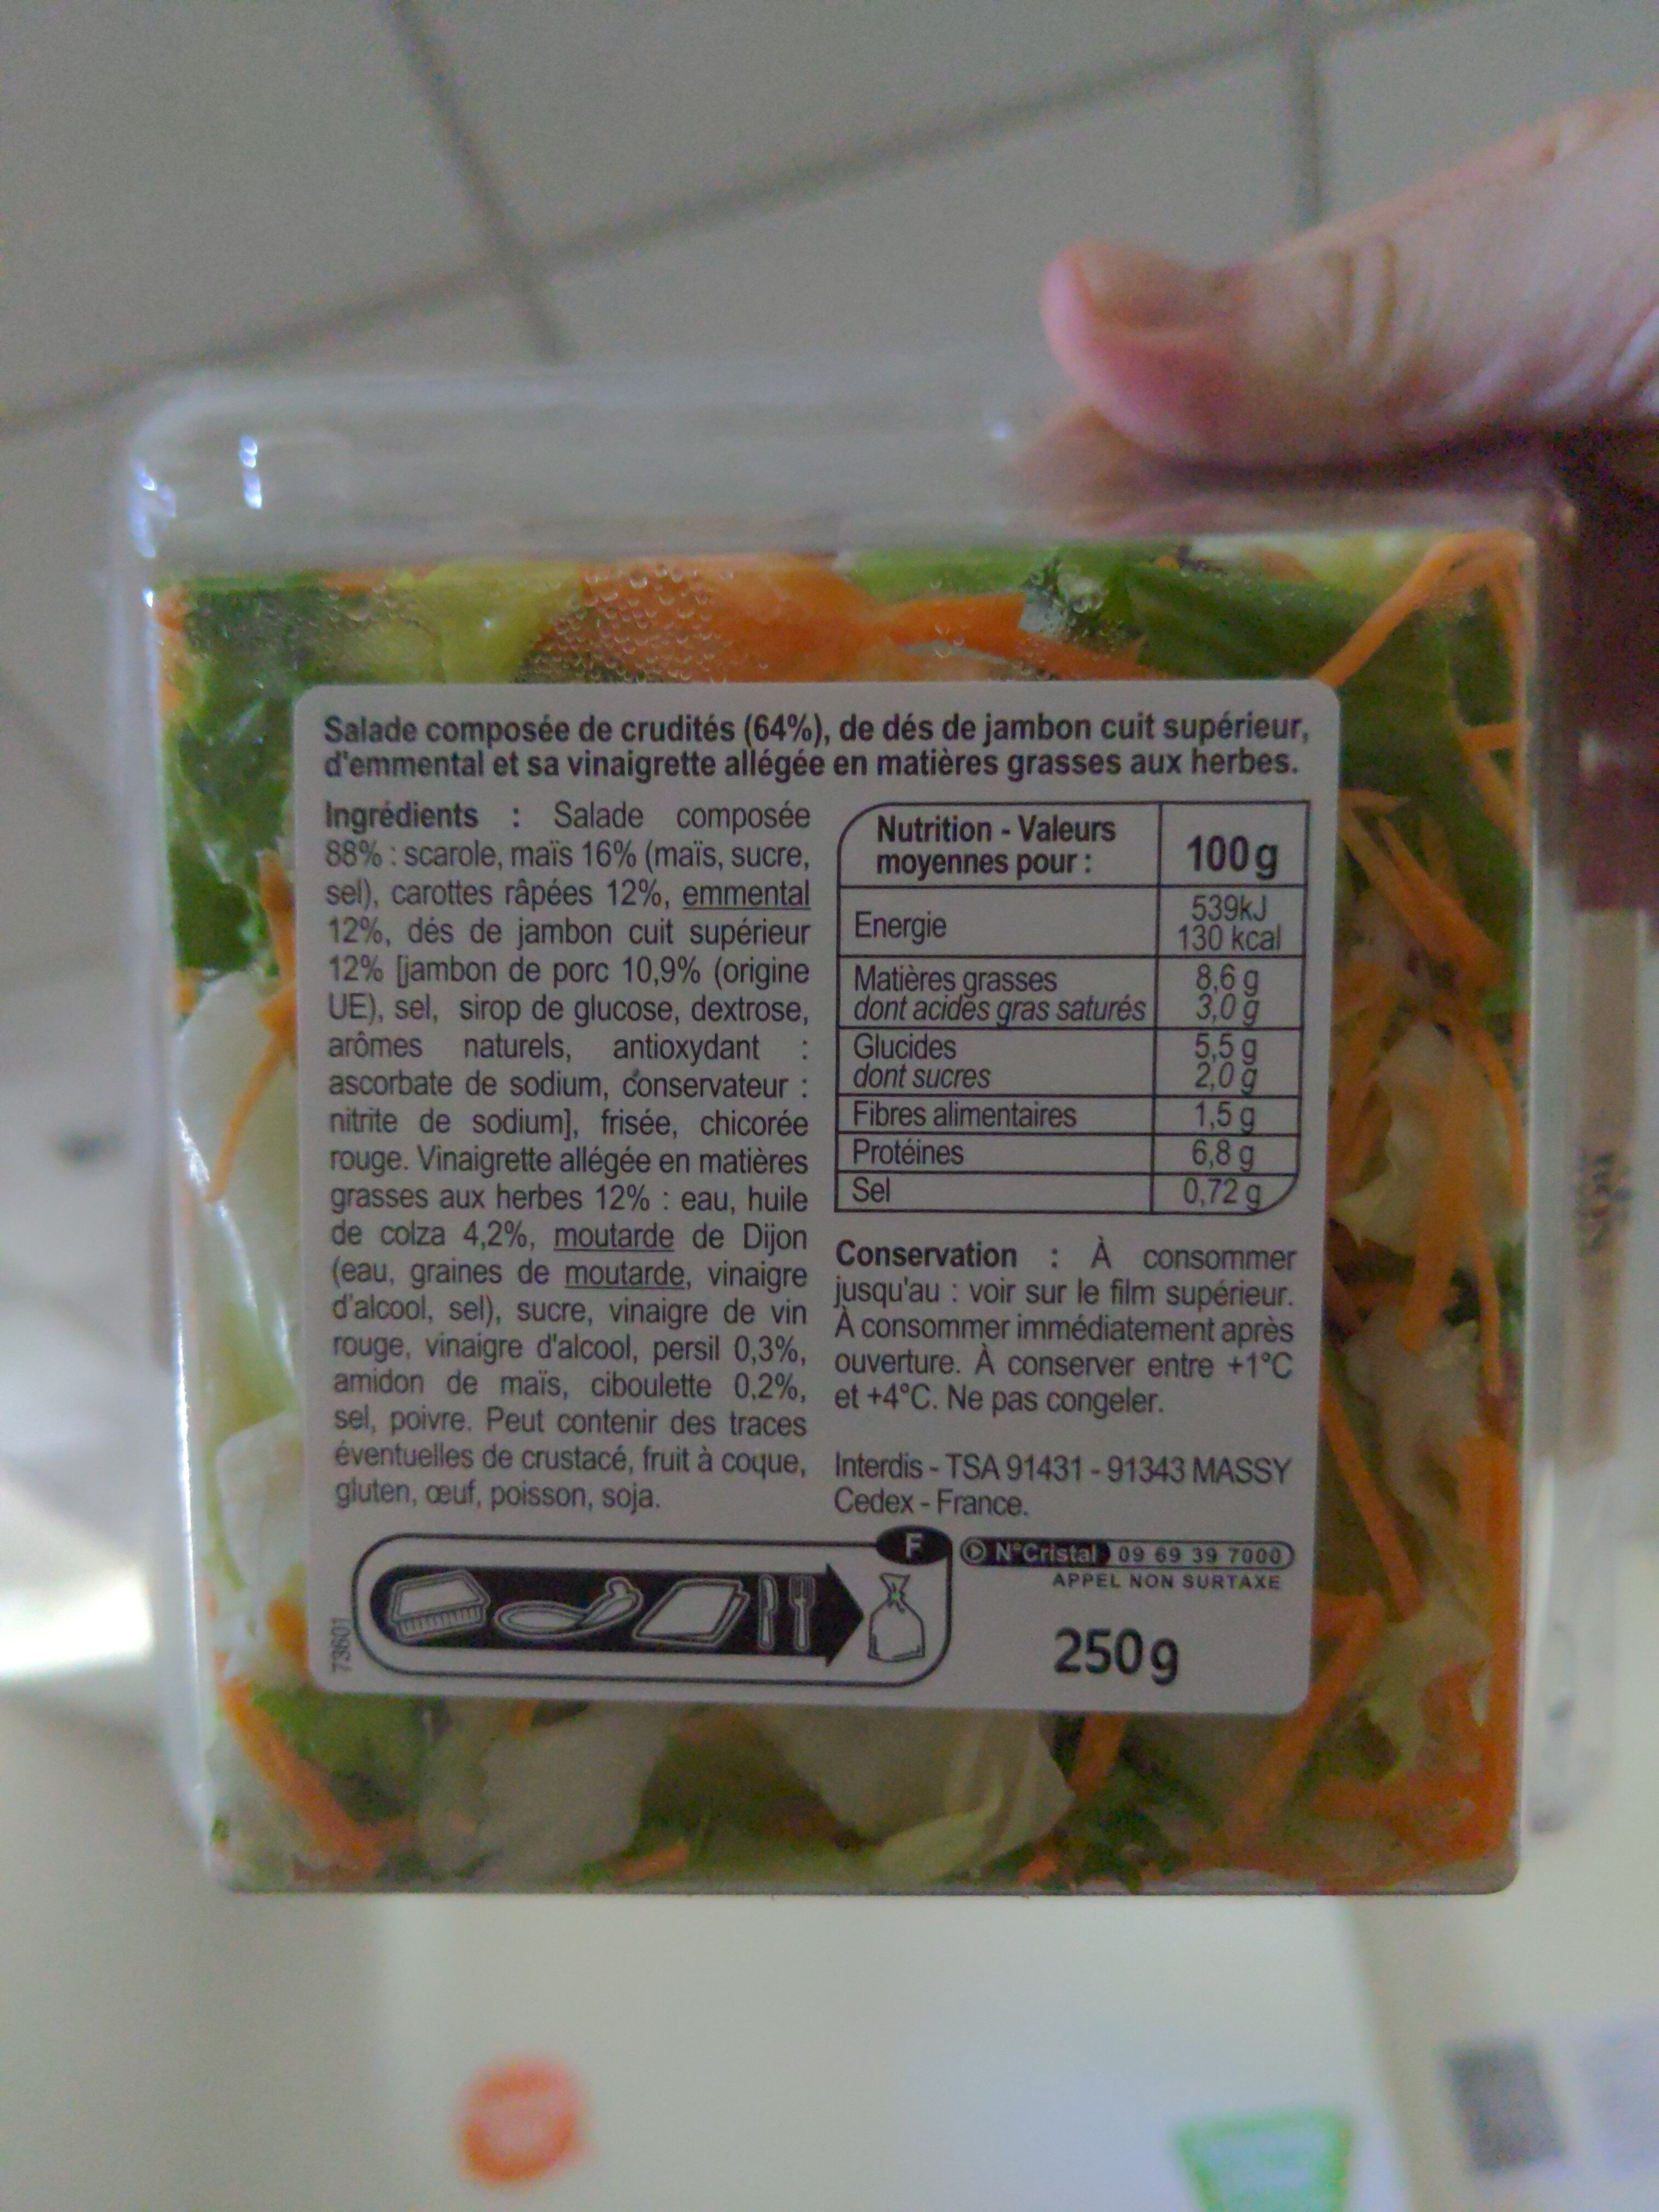 Salade composée de crudités (64%), de dés de jambon cuit supérieur,
d'emmental et sa vinaigrette allégée en matières grasses aux herbes.
Ingrédients : Salade composée
88% : scarole, maïs 16% (maïs, sucre,
sel), carottes râpées 12%, emmental
12%, dés de jambon cuit supérieur
12% [jambon de porc 10,9% (origine
UE), sel, sirop de glucose, dextrose,
arômes naturels, antioxydant :
ascorbate de sodium, conservateur :
nitrite de sodium], frisée, chicorée
rouge. Vinaigrette allégée en matières
grasses aux herbes 12% : eau, huile
de colza 4,2%, moutarde de Dijon
(eau, graines de moutarde, vinaigre
d'alcool, sel), sucre, vinaigre de vin
rouge, vinaigre d'alcool, persil 0,3%,
amidon de maïs, ciboulette 0,2%,
sel, poivre. Peut contenir des traces
éventuelles de crustacé, fruit à coque,
gluten, œuf, poisson, soja.
Nutrition - Valeurs
moyennes pour :
100g
Energie
539kJ
130 kcal
Matières grasses 8,6 g
dont acides gras saturés 3,0 g
Glucides 5,5 g
dont sucres 2,0 g
Fibres alimentaires 1,5 g
Protéines 6,8 g
Sel 0,72 g
Conservation : À consommer
jusqu'au : voir sur le film supérieur.
À consommer immédiatement après
ouverture. À conserver entre +1°C
et +4°C. Ne pas congeler.
Interdis - TSA 91431 - 91343 MASSY
Cedex - France.
F
N°Cristal 09 69 39 7000
APPEL NON SURTAXE
250g
73601